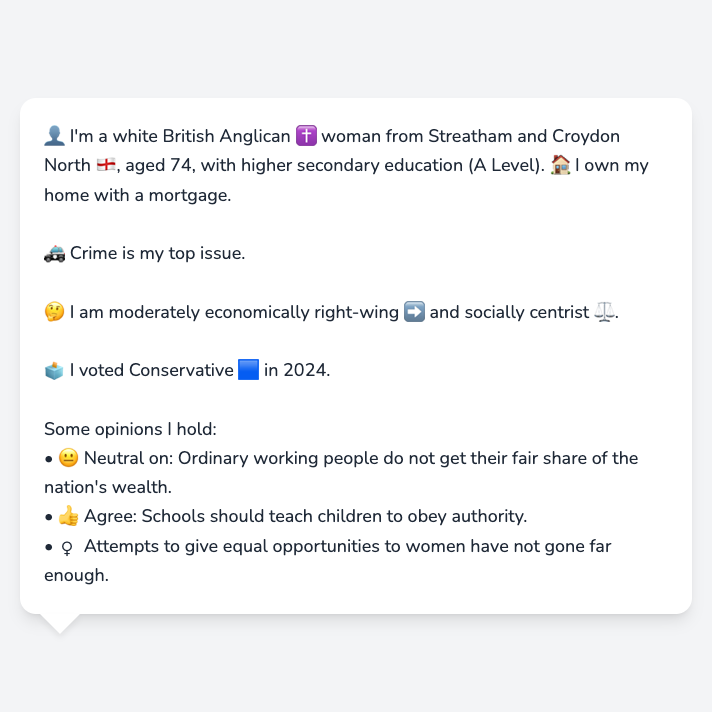 👤 I'm a white British Anglican ✝️ woman from Streatham and Croydon
North 🏴󠁧󠁢󠁥󠁮󠁧󠁿, aged 74, with higher secondary education (A Level). 🏠 I own my
home with a mortgage.
🚓 Crime is my top issue.
🤔 I am moderately economically right-wing ➡️ and socially centrist ⚖️.
🗳️ I voted Conservative 🟦 in 2024.
Some opinions I hold:
• 😐 Neutral on: Ordinary working people do not get their fair share of the
nation's wealth.
• 👍 Agree: Schools should teach children to obey authority.
• ♀ Attempts to give equal opportunities to women have not gone far
enough.